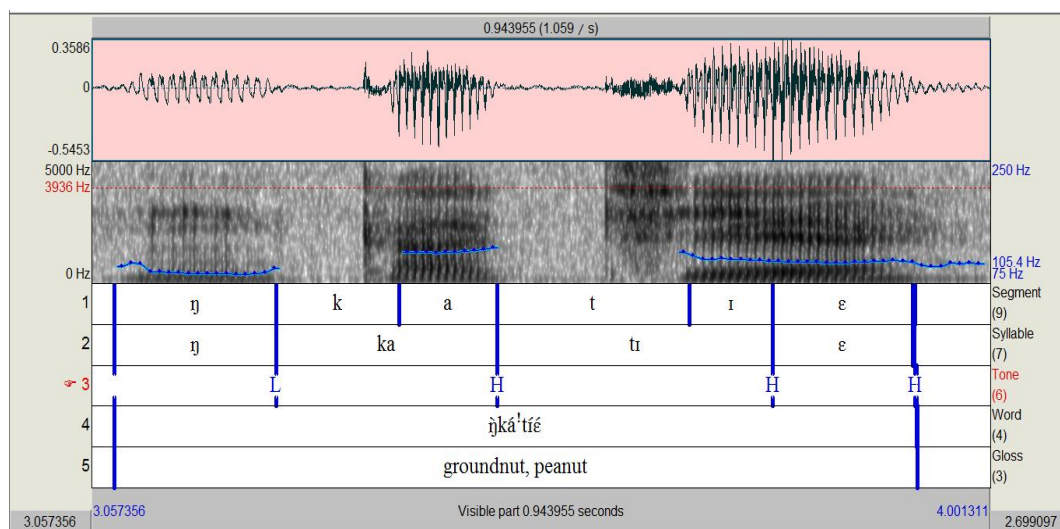 0.943955 (1.059 / s)
0.3586
0
-0.5453
5000 Hz
3936 Hz
0 Hz
250 Hz
105.4 Hz
75 Hz
1 ŋ k a t ɪ ɛ Segment (9)
2 ŋ ka tɪ ɛ Syllable (7)
☞ 3 L H H H Tone (6)
4 ŋ̀káꜝtíɛ́ Word (4)
5 groundnut, peanut Gloss (3)
3.057356 3.057356 Visible part 0.943955 seconds 4.001311 2.699097